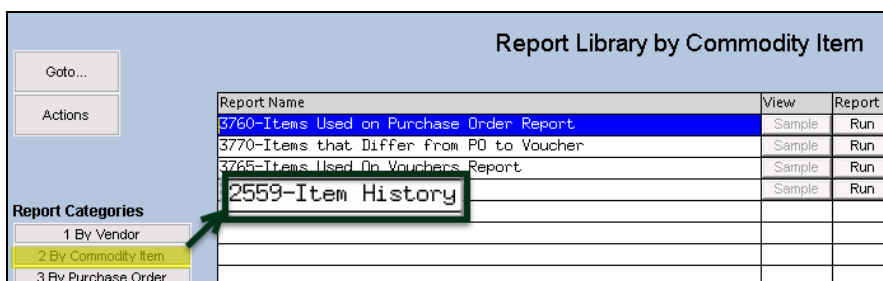 Report Library by Commodity Item
Goto...
Actions
Report Name View Report
3760-Items Used on Purchase Order Report Sample Run
3770-Items that Differ from PO to Voucher Sample Run
3765-Items Used On Vouchers Report Sample Run
2559-Item History Sample Run
Report Categories
1 By Vendor
2 By Commodity Item
3 By Purchase Order